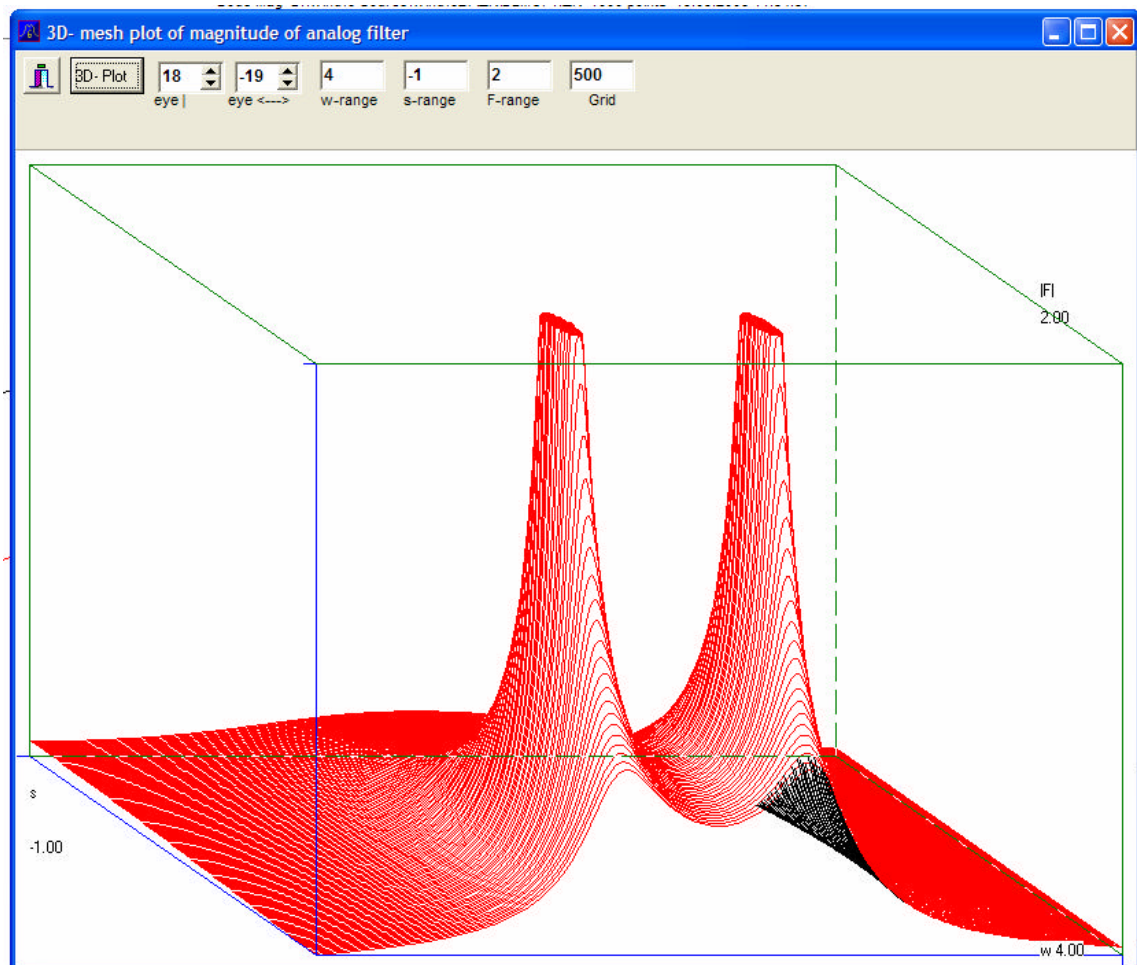 3D- mesh plot of magnitude of analog filter
3D- Plot 18 -19 4 -1 2 500
eye | eye <---> w-range s-range F-range Grid
|F|
2.00
s
-1.00
w 4.00